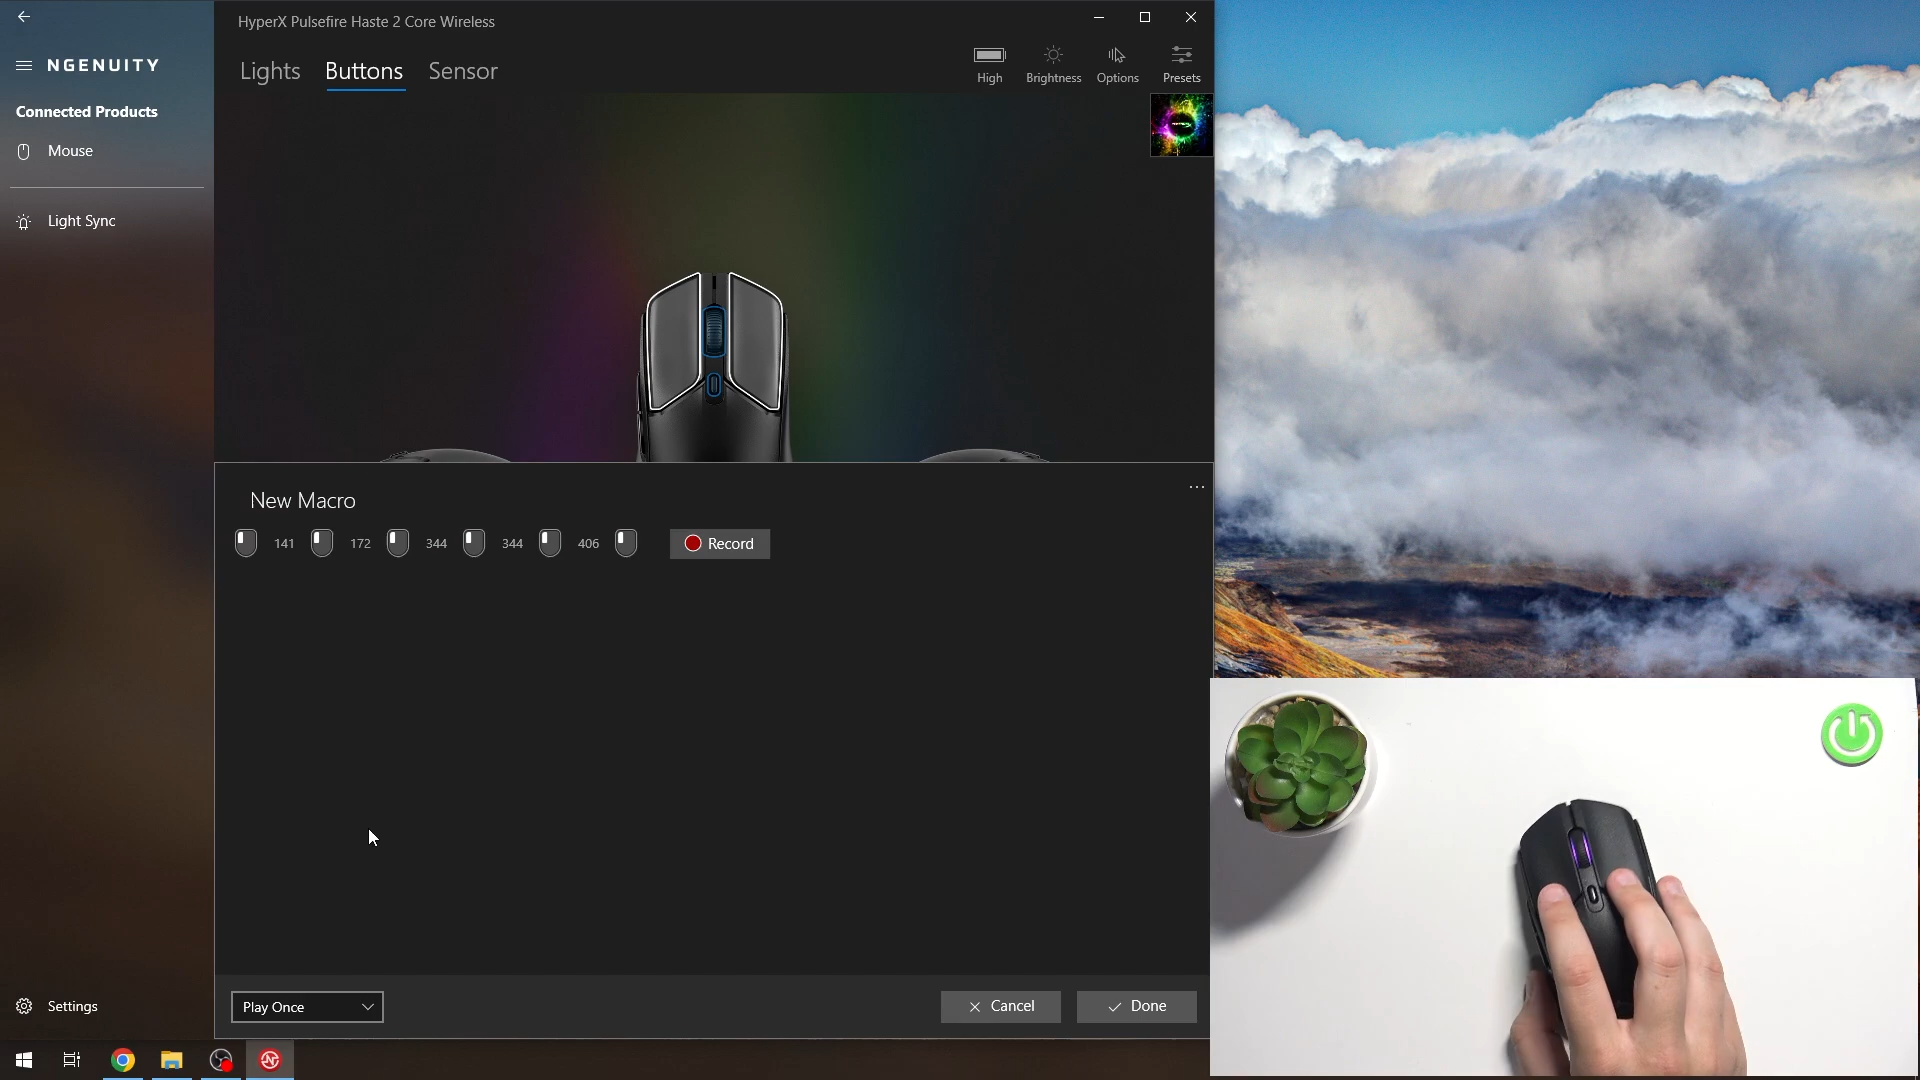 HyperX Pulsefire Haste 2 Core Wireless
NGENUITY
Lights Buttons Sensor
High Brightness Options Presets
Connected Products
Mouse
Light Sync
New Macro
141 172 344 344 406 Record
Play Once Cancel Done
Settings